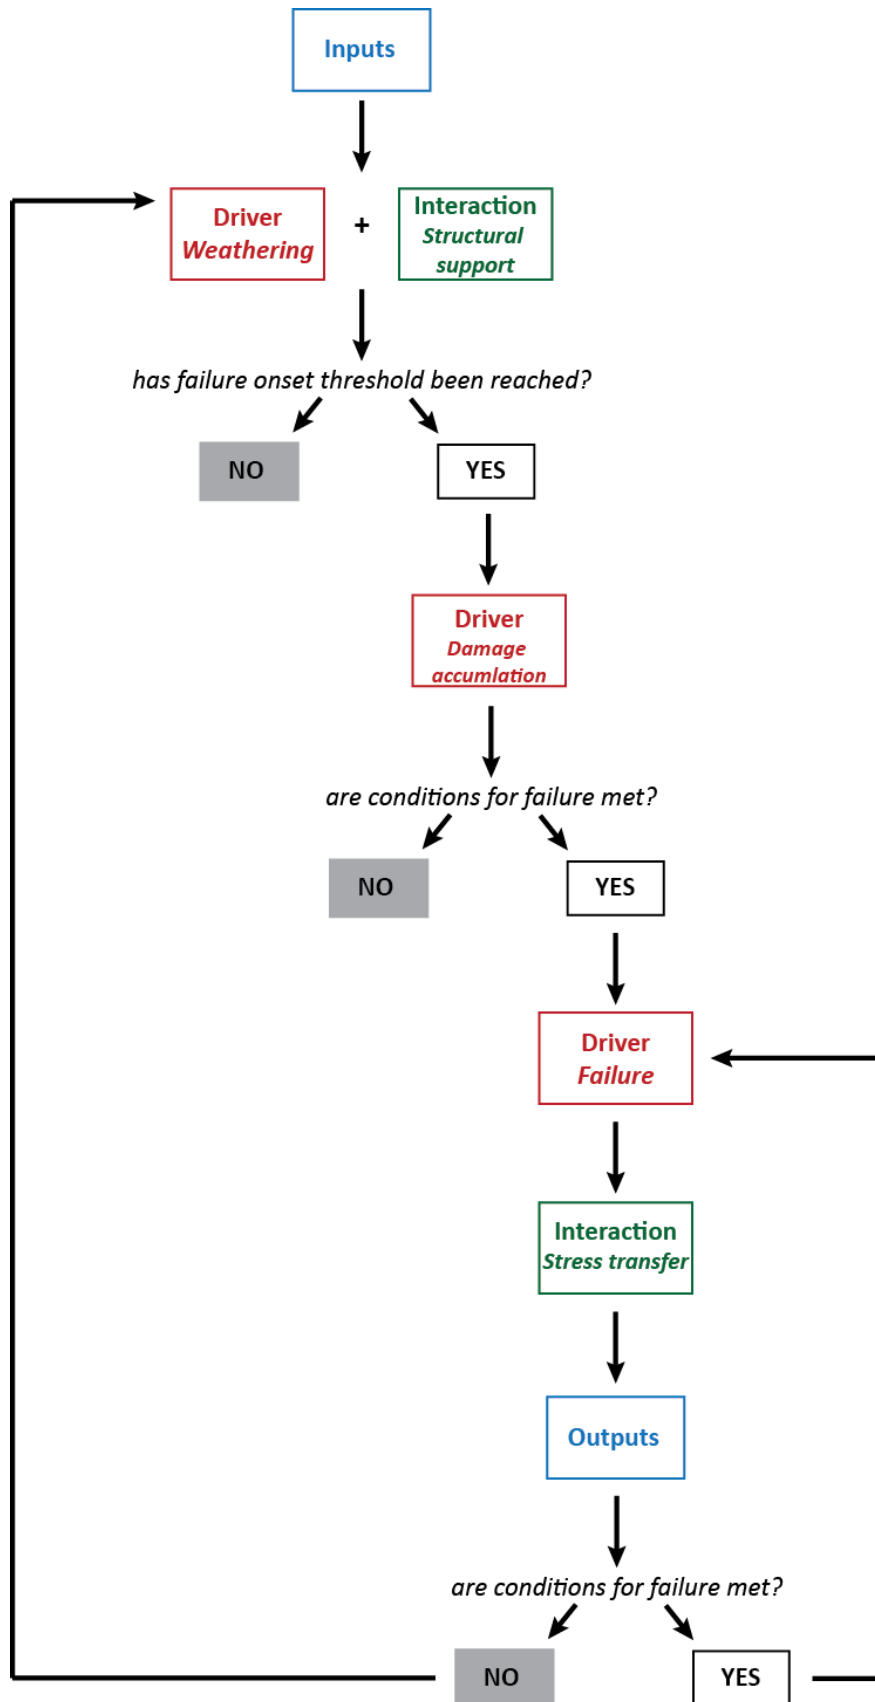 Inputs
Driver
Weathering
+
Interaction
Structural
support
has failure onset threshold been reached?
NO
YES
Driver
Damage
accumlation
are conditions for failure met?
NO
YES
Driver
Failure
Interaction
Stress transfer
Outputs
are conditions for failure met?
NO
YES